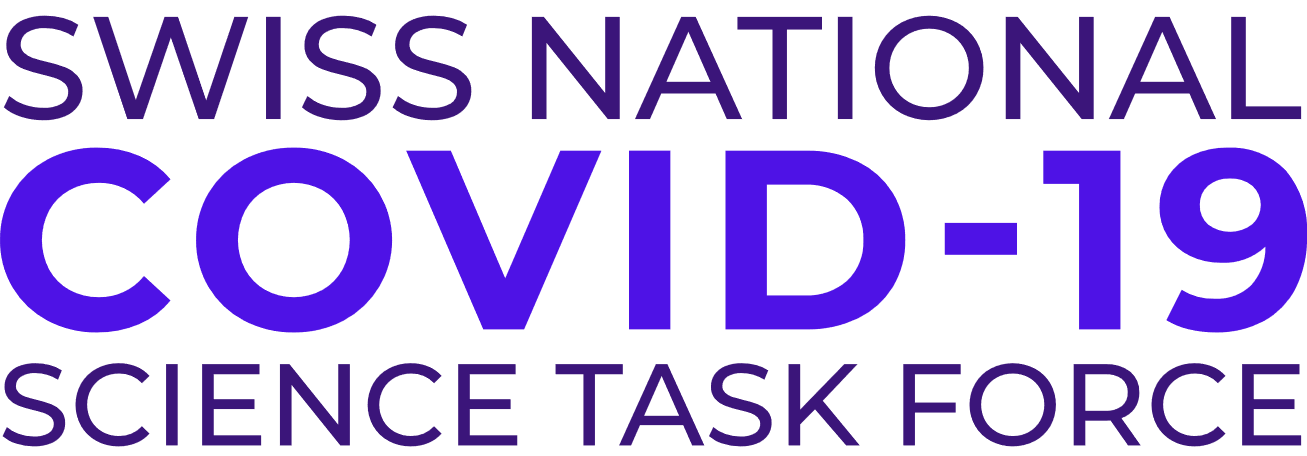 SWISS NATIONAL
COVID-19
SCIENCE TASK FORCE